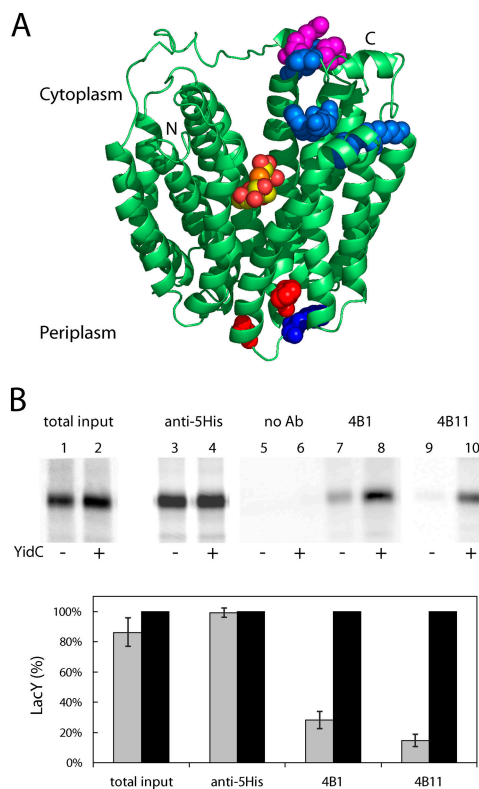 A
C
Cytoplasm
N
Periplasm
B
total input anti-5His no Ab 4B1 4B11
1 2 3 4 5 6 7 8 9 10
YidC - + - + - + - + - +
100%
80%
60%
40%
20%
0%
LacY (%)
total input anti-5His 4B1 4B11